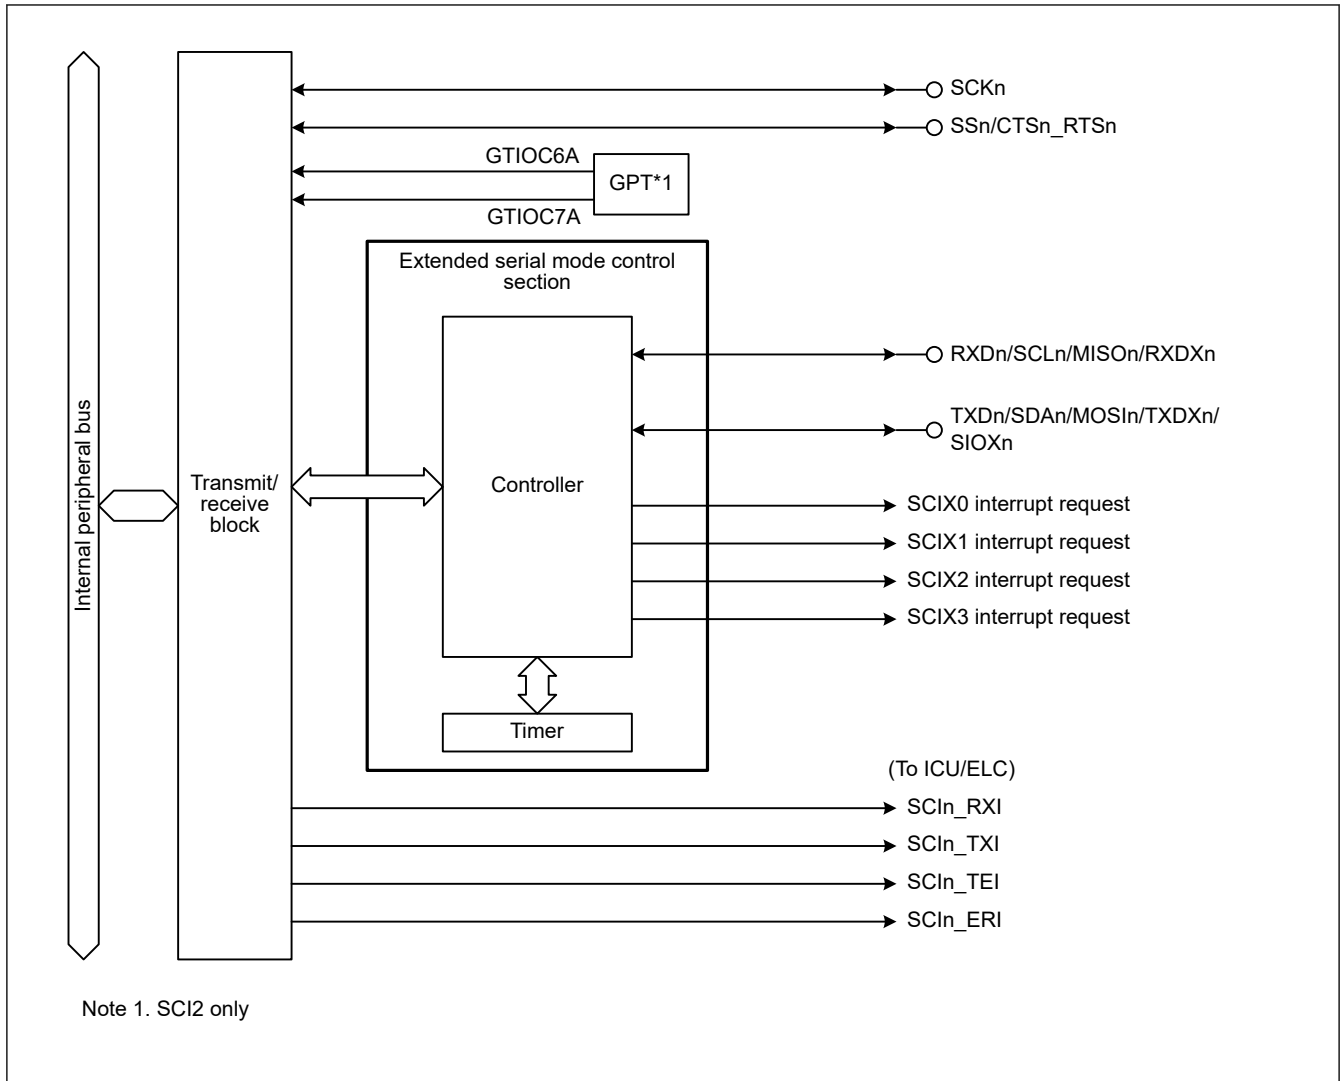 SCKn
SSn/CTSn_RTSn
GTIOC6A
GPT*1
GTIOC7A
Extended serial mode control
section
RXDn/SCLn/MISOn/RXDXn
TXDn/SDAn/MOSIn/TXDXn/
SIOXn
Internal peripheral bus
Transmit/
receive
block
Controller
SCIX0 interrupt request
SCIX1 interrupt request
SCIX2 interrupt request
SCIX3 interrupt request
Timer
(To ICU/ELC)
SCIn_RXI
SCIn_TXI
SCIn_TEI
SCIn_ERI
Note 1. SCI2 only